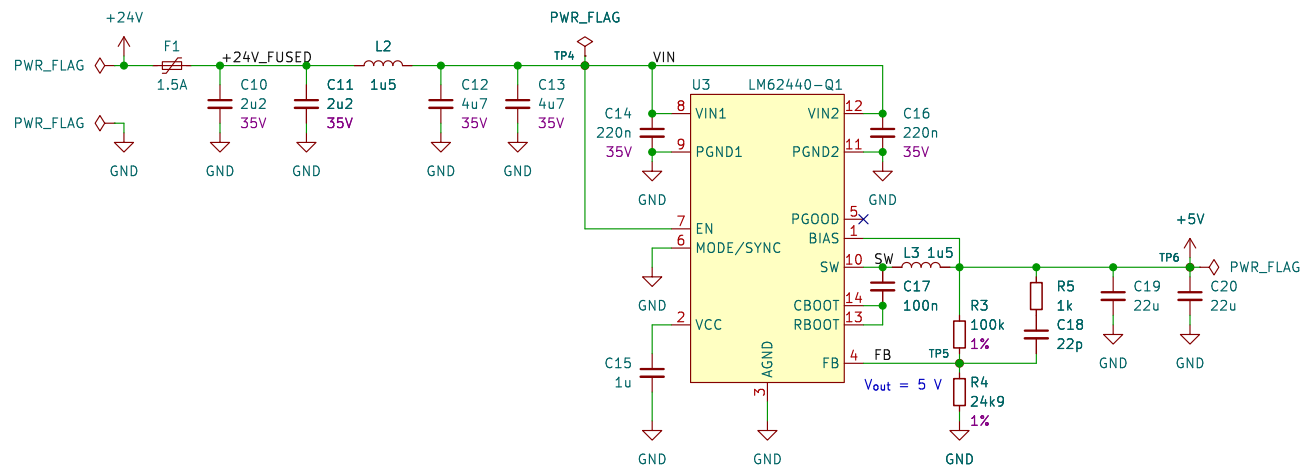 +24V
PWR_FLAG
F1
1.5A
+24V_FUSED
L2
1u5
PWR_FLAG
TP4
VIN
PWR_FLAG
GND
C10
2u2
35V
GND
C11
2u2
35V
GND
C12
4u7
35V
GND
C13
4u7
35V
GND
C14
220n
35V
GND
U3
LM62440-Q1
8 VIN1
VIN2 12
9 PGND1
PGND2 11
C16
220n
35V
GND
PGOOD 5
7 EN
BIAS 1
6 MODE/SYNC
GND
SW 10
SW
L3 1u5
C17
100n
CBOOT 14
2 VCC
RBOOT 13
C15
1u
GND
FB 4
FB
AGND
3
GND
Vout = 5 V
TP5
R3
100k
1%
R4
24k9
1%
GND
R5
1k
C18
22p
C19
22u
GND
+5V
TP6
PWR_FLAG
C20
22u
GND